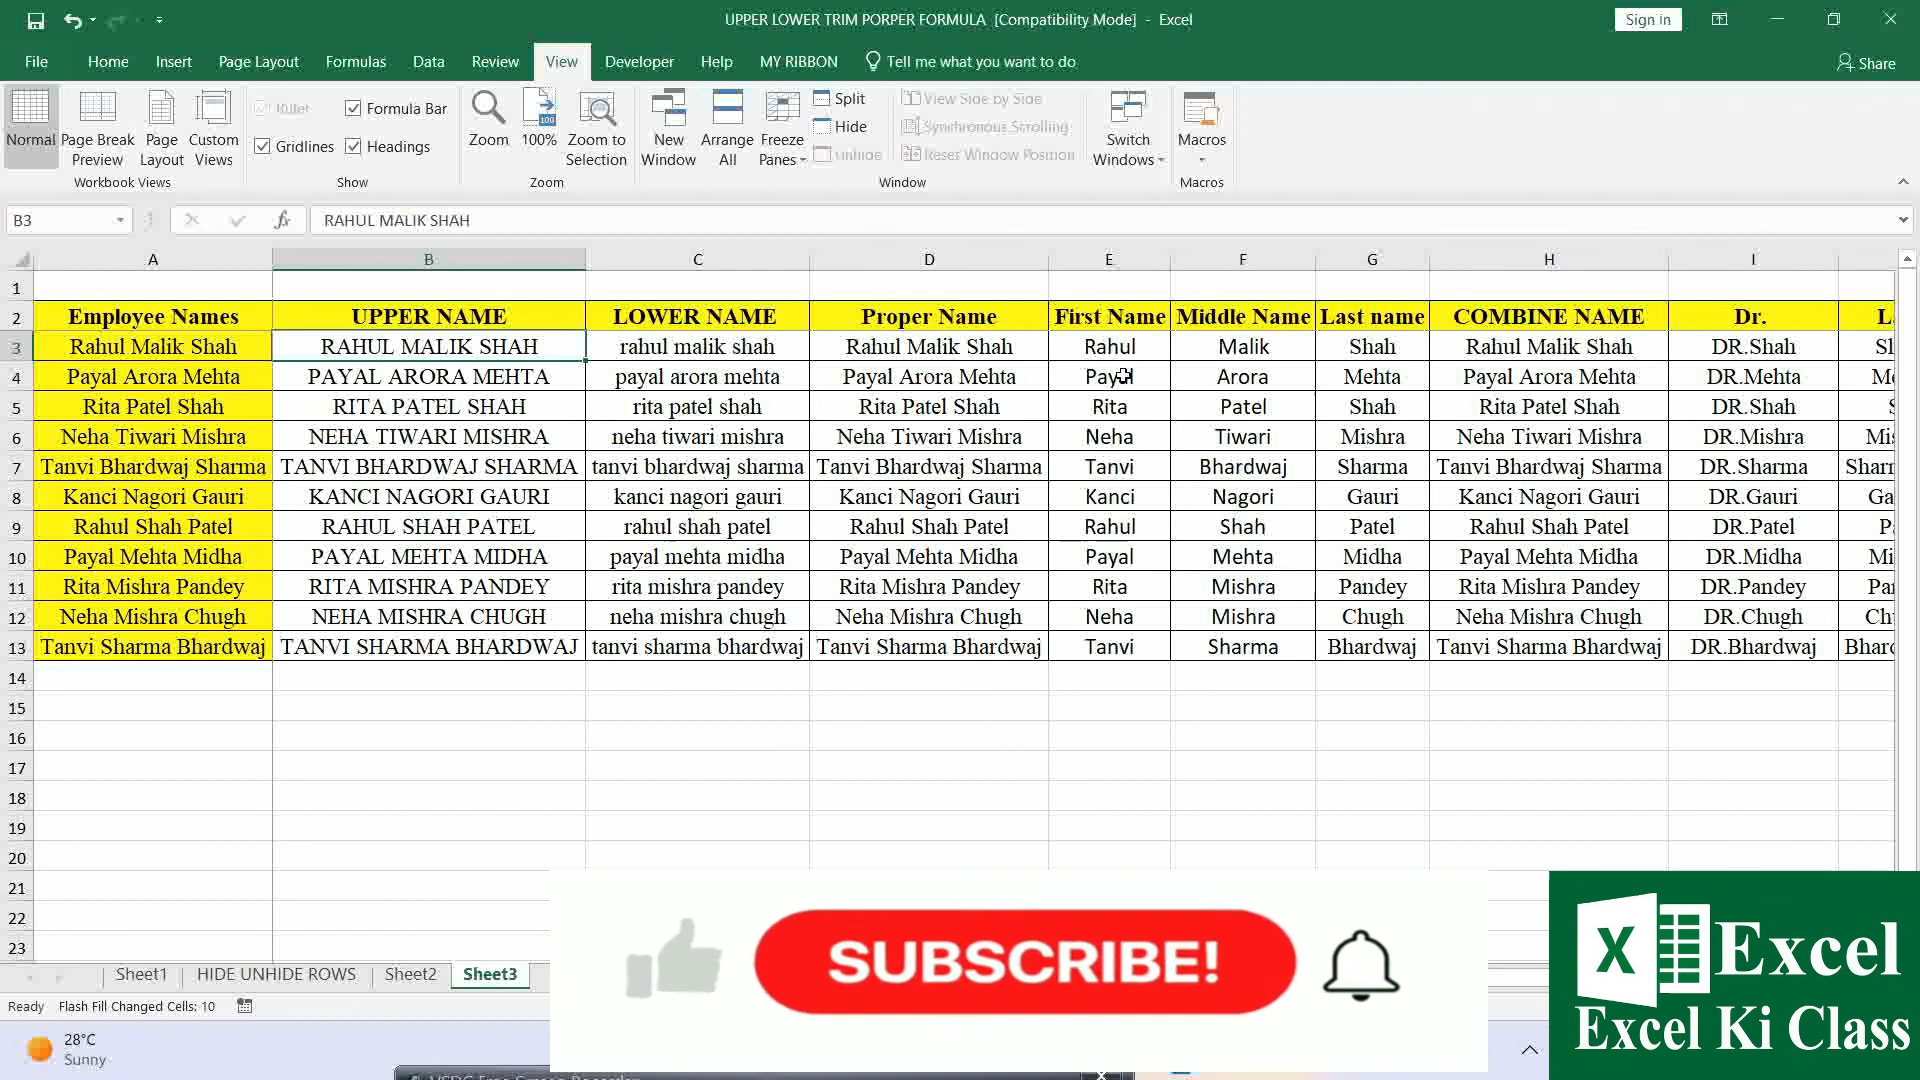 UPPER LOWER TRIM PORPER FORMULA [Compatibility Mode] - Excel
Sign in
File Home Insert Page Layout Formulas Data Review View Developer Help MY RIBBON Tell me what you want to do
Share
Normal
Page Break Preview
Page Layout
Custom Views
Workbook Views
Ruler
Formula Bar
Gridlines
Headings
Show
Zoom
100
100%
Zoom to Selection
Zoom
New Window
Arrange All
Freeze Panes
Split
Hide
Unhide
View Side by Side
Synchronous Scrolling
Reset Window Position
Switch Windows
Window
Macros
Macros
B3
fx
RAHUL MALIK SHAH
A B C D E F G H I
1
2 Employee Names UPPER NAME LOWER NAME Proper Name First Name Middle Name Last name COMBINE NAME Dr.
3 Rahul Malik Shah RAHUL MALIK SHAH rahul malik shah Rahul Malik Shah Rahul Malik Shah Rahul Malik Shah DR.Shah
4 Payal Arora Mehta PAYAL ARORA MEHTA payal arora mehta Payal Arora Mehta Payal Arora Mehta Payal Arora Mehta DR.Mehta
5 Rita Patel Shah RITA PATEL SHAH rita patel shah Rita Patel Shah Rita Patel Shah Rita Patel Shah DR.Shah
6 Neha Tiwari Mishra NEHA TIWARI MISHRA neha tiwari mishra Neha Tiwari Mishra Neha Tiwari Mishra Neha Tiwari Mishra DR.Mishra
7 Tanvi Bhardwaj Sharma TANVI BHARDWAJ SHARMA tanvi bhardwaj sharma Tanvi Bhardwaj Sharma Tanvi Bhardwaj Sharma Tanvi Bhardwaj Sharma DR.Sharma
8 Kanci Nagori Gauri KANCI NAGORI GAURI kanci nagori gauri Kanci Nagori Gauri Kanci Nagori Gauri Kanci Nagori Gauri DR.Gauri
9 Rahul Shah Patel RAHUL SHAH PATEL rahul shah patel Rahul Shah Patel Rahul Shah Patel Rahul Shah Patel DR.Patel
10 Payal Mehta Midha PAYAL MEHTA MIDHA payal mehta midha Payal Mehta Midha Payal Mehta Midha Payal Mehta Midha DR.Midha
11 Rita Mishra Pandey RITA MISHRA PANDEY rita mishra pandey Rita Mishra Pandey Rita Mishra Pandey Rita Mishra Pandey DR.Pandey
12 Neha Mishra Chugh NEHA MISHRA CHUGH neha mishra chugh Neha Mishra Chugh Neha Mishra Chugh Neha Mishra Chugh DR.Chugh
13 Tanvi Sharma Bhardwaj TANVI SHARMA BHARDWAJ tanvi sharma bhardwaj Tanvi Sharma Bhardwaj Tanvi Sharma Bhardwaj Tanvi Sharma Bhardwaj DR.Bhardwaj
14
15
16
17
18
19
20
21
22
23
Sheet1 HIDE UNHIDE ROWS Sheet2 Sheet3
Ready Flash Fill Changed Cells: 10
28°C
Sunny
SUBSCRIBE!
X Excel
Excel Ki Class